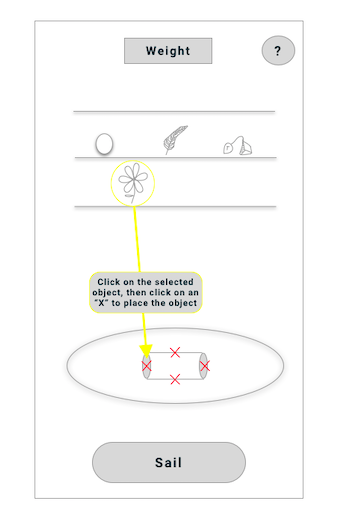 Weight
?
Click on the selected
object, then click on an
“X” to place the object
Sail